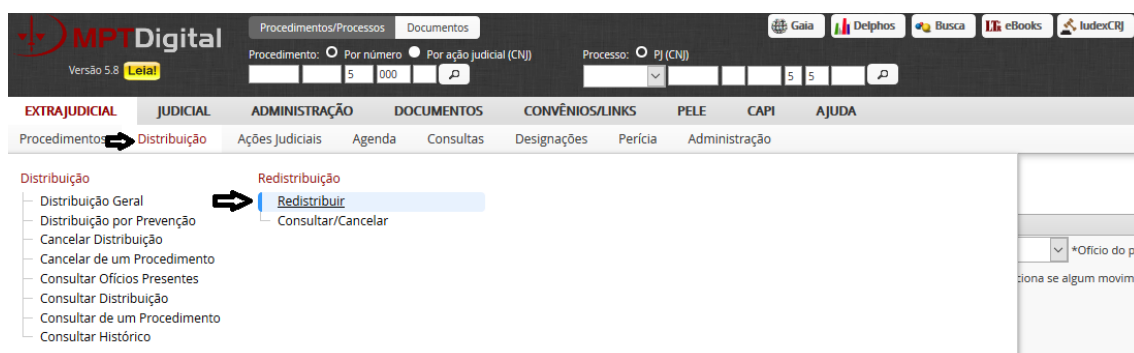 MPTDigital
Versão 5.8 Leia!
Procedimentos/Processos Documentos
Procedimento: Por número Por ação judicial (CNJ)
5 000
Processo: PJ (CNJ)
5 5
Gaia Delphos Busca eBooks IudexCRJ
EXTRAJUDICIAL JUDICIAL ADMINISTRAÇÃO DOCUMENTOS CONVÊNIOS/LINKS PELE CAPI AJUDA
Procedimentos Distribuição Ações Judiciais Agenda Consultas Designações Perícia Administração
Distribuição
Distribuição Geral
Distribuição por Prevenção
Cancelar Distribuição
Cancelar de um Procedimento
Consultar Ofícios Presentes
Consultar Distribuição
Consultar de um Procedimento
Consultar Histórico
Redistribuição
Redistribuir
Consultar/Cancelar
*Ofício do p
ciona se algum movim